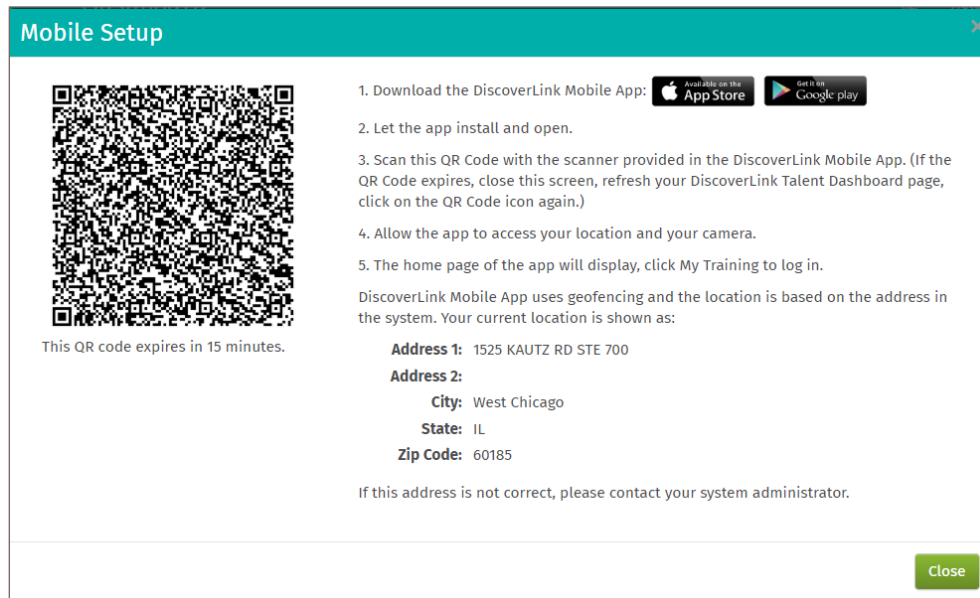 Mobile Setup
1. Download the DiscoverLink Mobile App: Available on the App Store Get it on Google play
2. Let the app install and open.
3. Scan this QR Code with the scanner provided in the DiscoverLink Mobile App. (If the
QR Code expires, close this screen, refresh your DiscoverLink Talent Dashboard page,
click on the QR Code icon again.)
4. Allow the app to access your location and your camera.
5. The home page of the app will display, click My Training to log in.
DiscoverLink Mobile App uses geofencing and the location is based on the address in
the system. Your current location is shown as:
This QR code expires in 15 minutes.
Address 1: 1525 KAUTZ RD STE 700
Address 2:
City: West Chicago
State: IL
Zip Code: 60185
If this address is not correct, please contact your system administrator.
Close